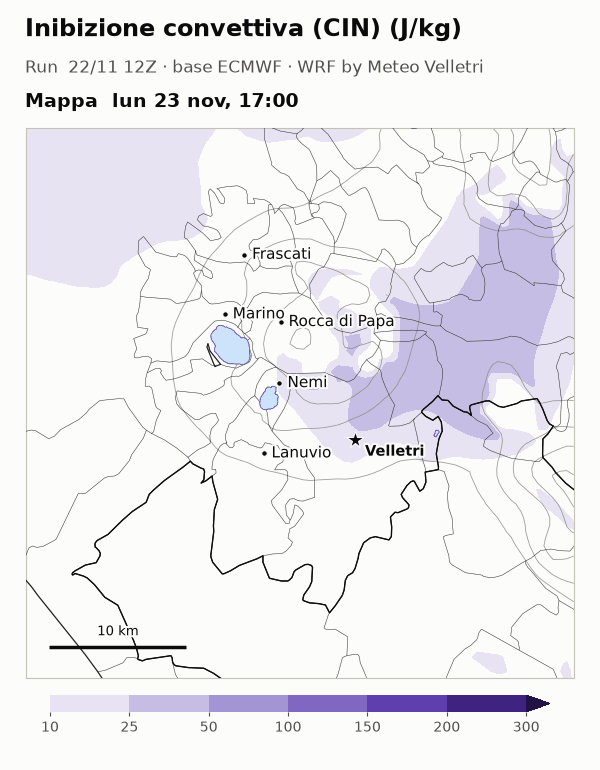 Inibizione convettiva (CIN) (J/kg)
Run  22/11 12Z · base ECMWF · WRF by Meteo Velletri
Mappa  lun 23 nov, 17:00
Frascati
Marino
Rocca di Papa
Nemi
Velletri
Lanuvio
10 km
10 25 50 100 150 200 300